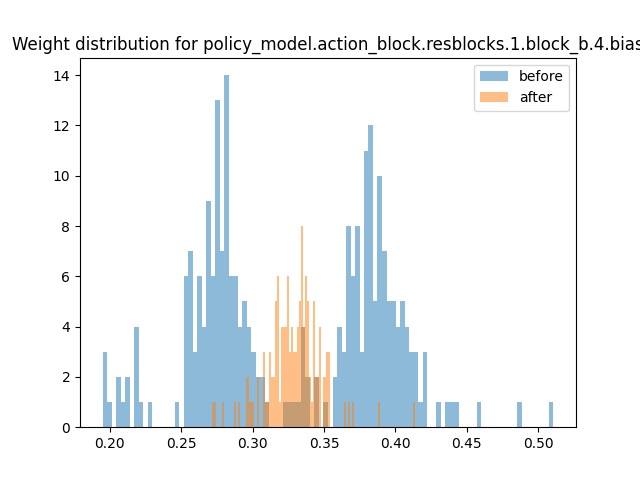 Weight distribution for policy_model.action_block.resblocks.1.block_b.4.bias
before
after
14
12
10
8
6
4
2
0
0.20 0.25 0.30 0.35 0.40 0.45 0.50